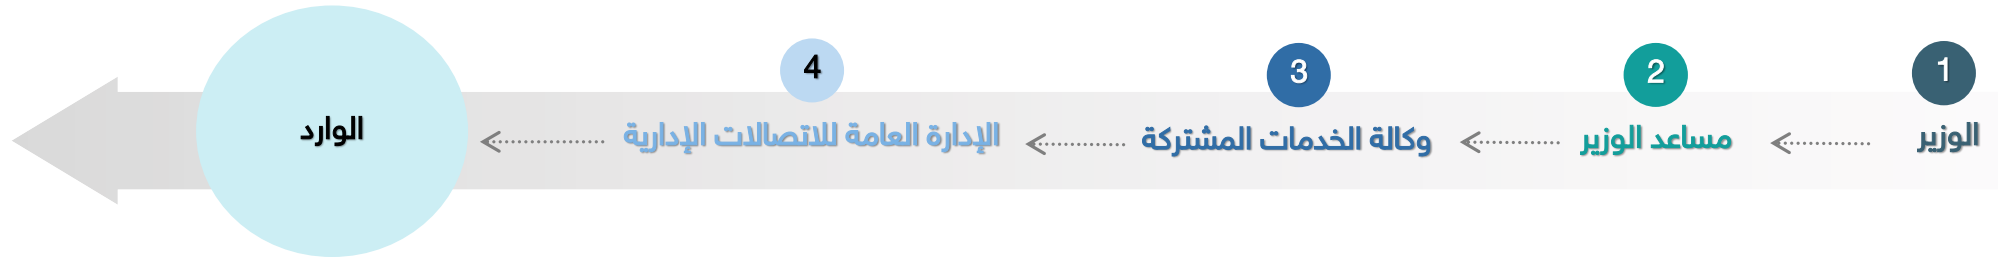 1
الوزير
2
مساعد الوزير
3
وكالة الخدمات المشتركة
4
الإدارة العامة للاتصالات الإدارية
الوارد